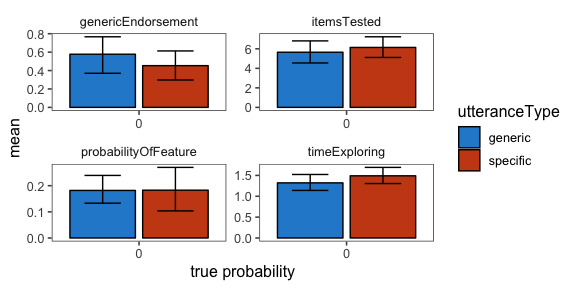 genericEndorsement
itemsTested
0.8
0.6
0.4
0.2
0.0
0
6
4
2
0
0
probabilityOfFeature
timeExploring
0.2
0.1
0.0
0
1.5
1.0
0.5
0.0
0
mean
true probability
utteranceType
generic
specific